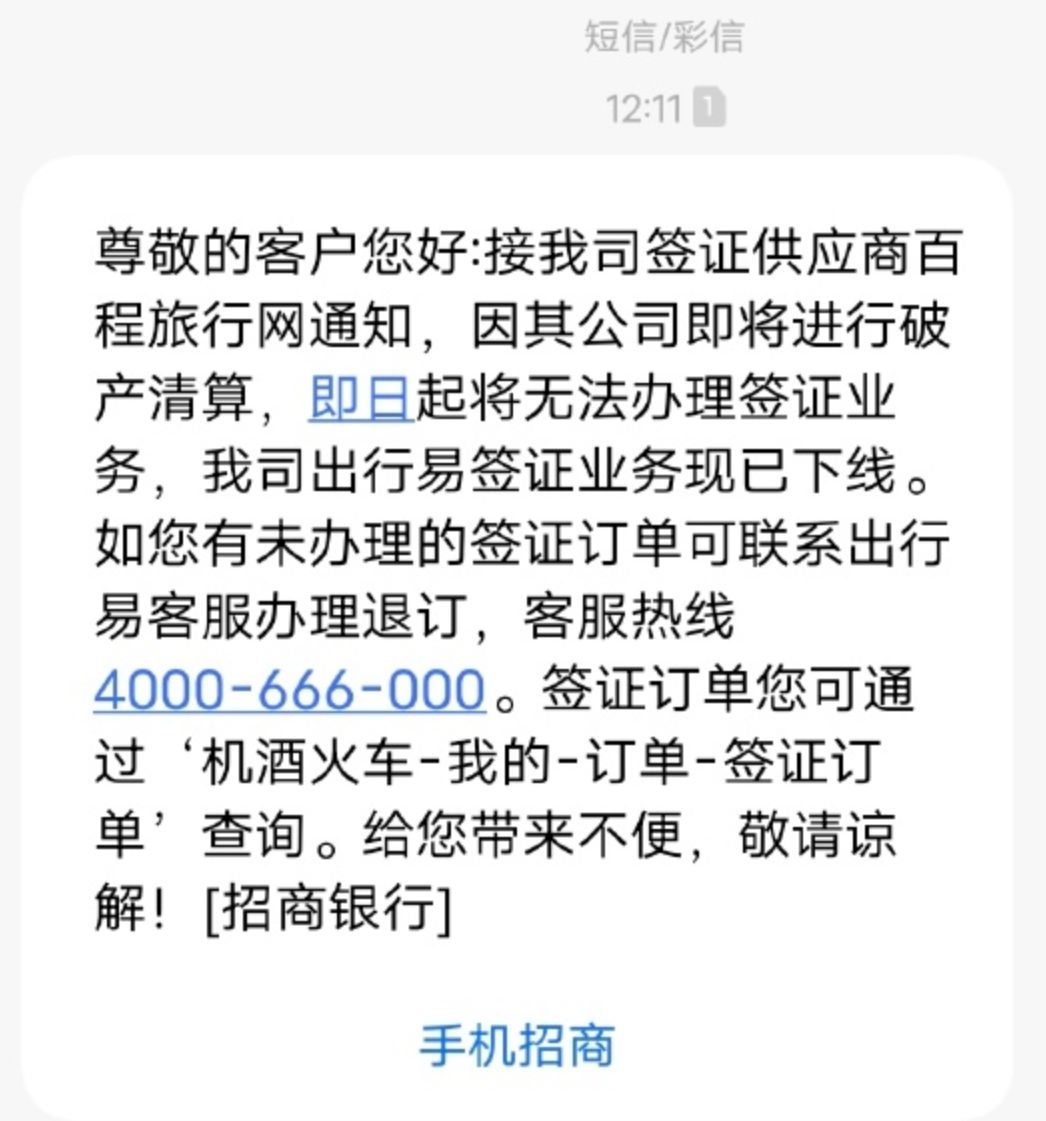 短信/彩信
12:11 1
尊敬的客户您好:接我司签证供应商百
程旅行网通知，因其公司即将进行破
产清算，即日起将无法办理签证业
务，我司出行易签证业务现已下线。
如您有未办理的签证订单可联系出行
易客服办理退订，客服热线
4000-666-000。签证订单您可通
过‘机酒火车-我的-订单-签证订
单’查询。给您带来不便，敬请谅
解！[招商银行]
手机招商